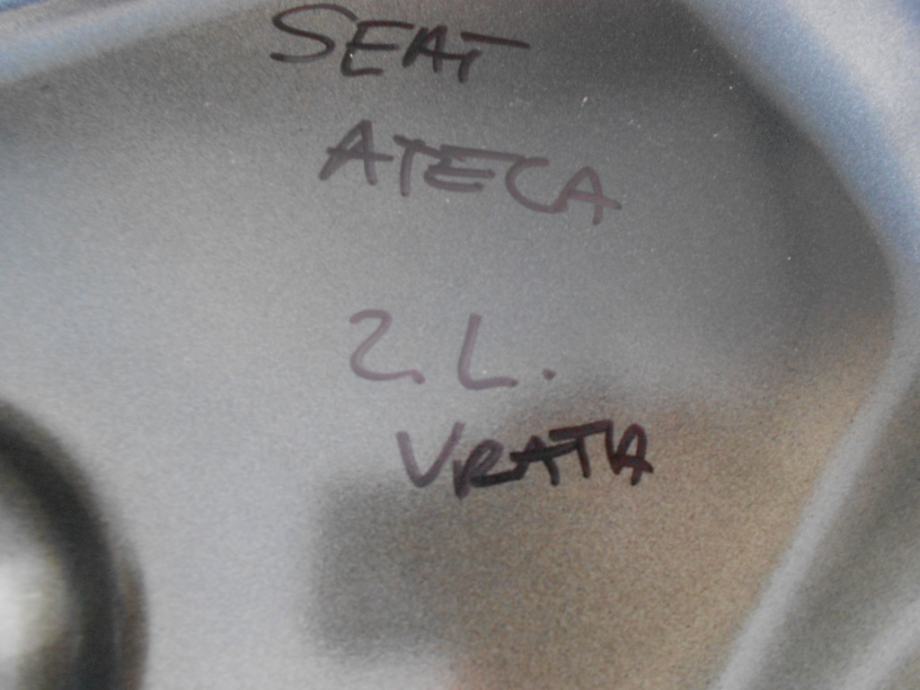 SEAT
ATECA
2.L.
VRATA